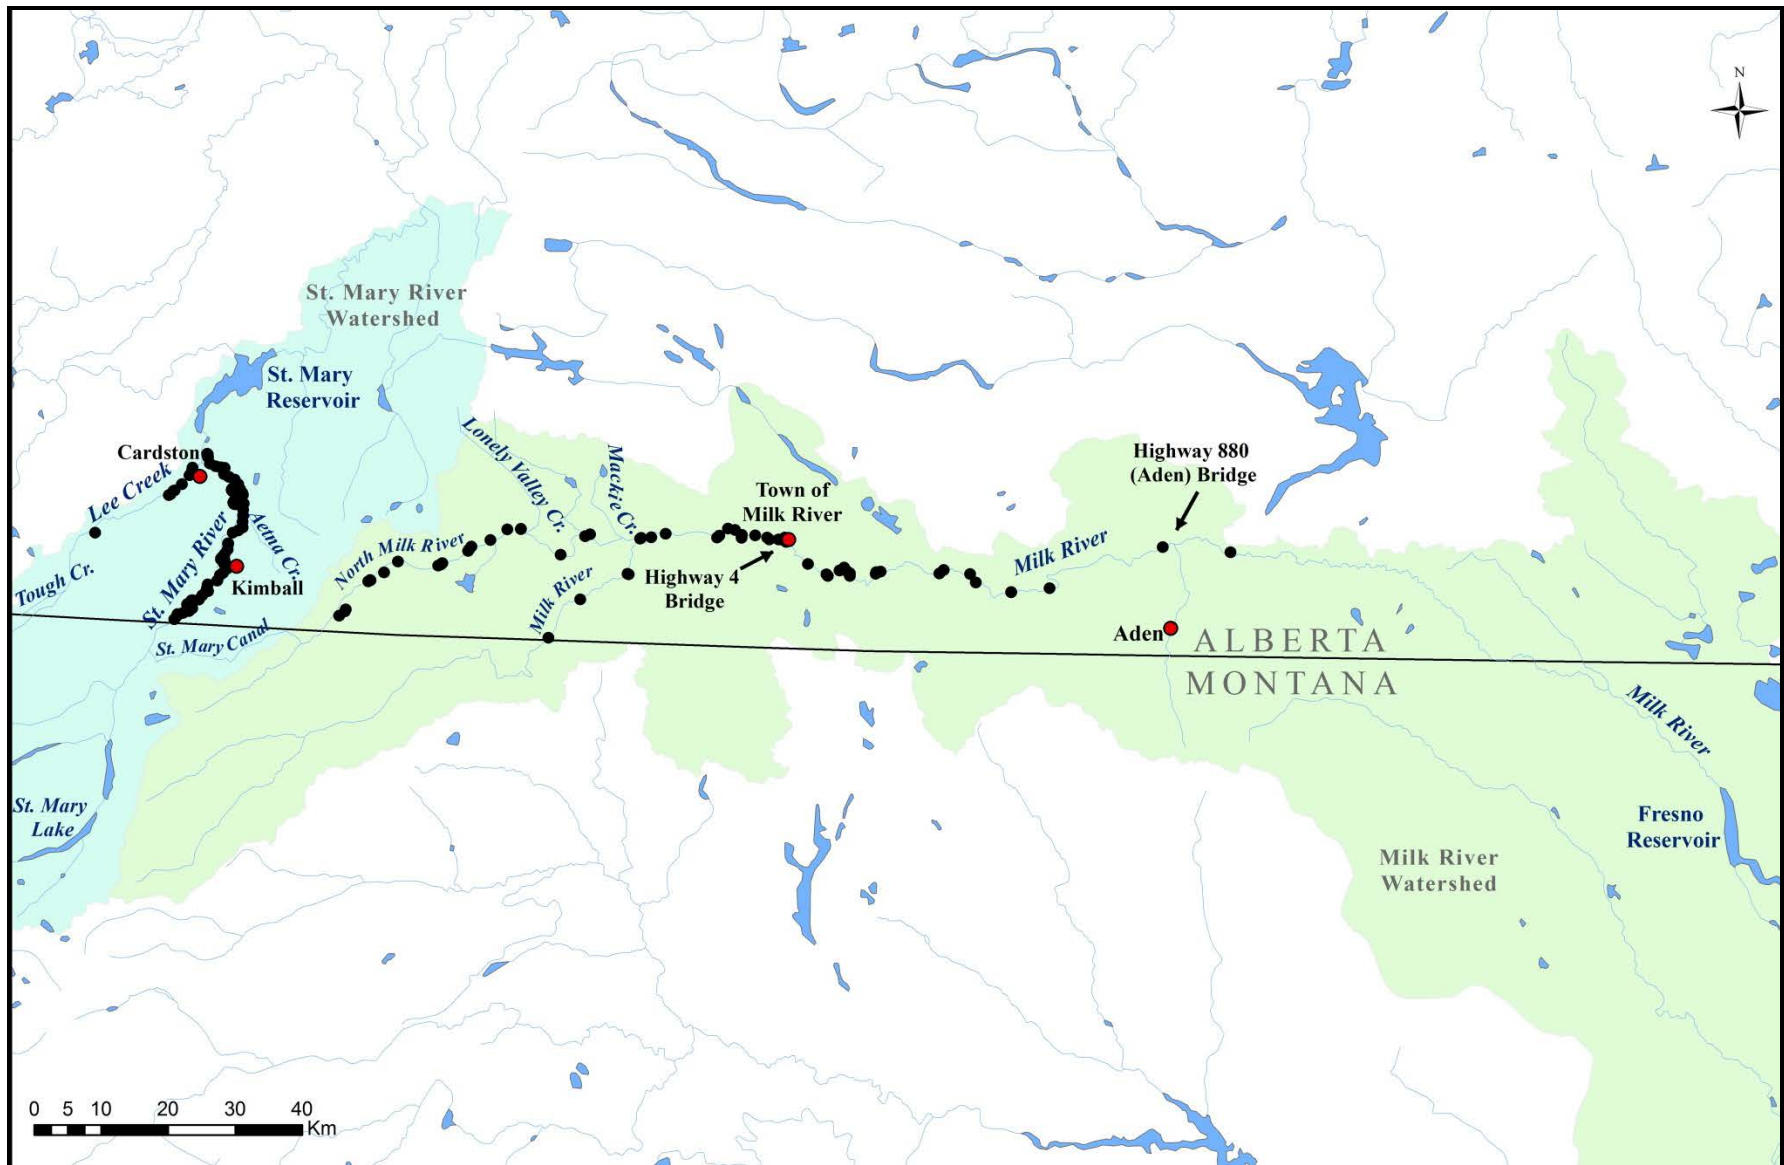 N
St. Mary River
Watershed
St. Mary
Reservoir
Cardston
Lee Creek
Lonely Valley Cr.
Mackie Cr.
Town of
Milk River
Highway 880
(Aden) Bridge
Tough Cr.
St. Mary River
Aetna Cr.
Kimball
North Milk River
Milk River
Highway 4
Bridge
Milk River
St. Mary Canal
Aden
ALBERTA
MONTANA
Milk River
St. Mary
Lake
Fresno
Reservoir
Milk River
Watershed
0 5 10 20 30 40
Km